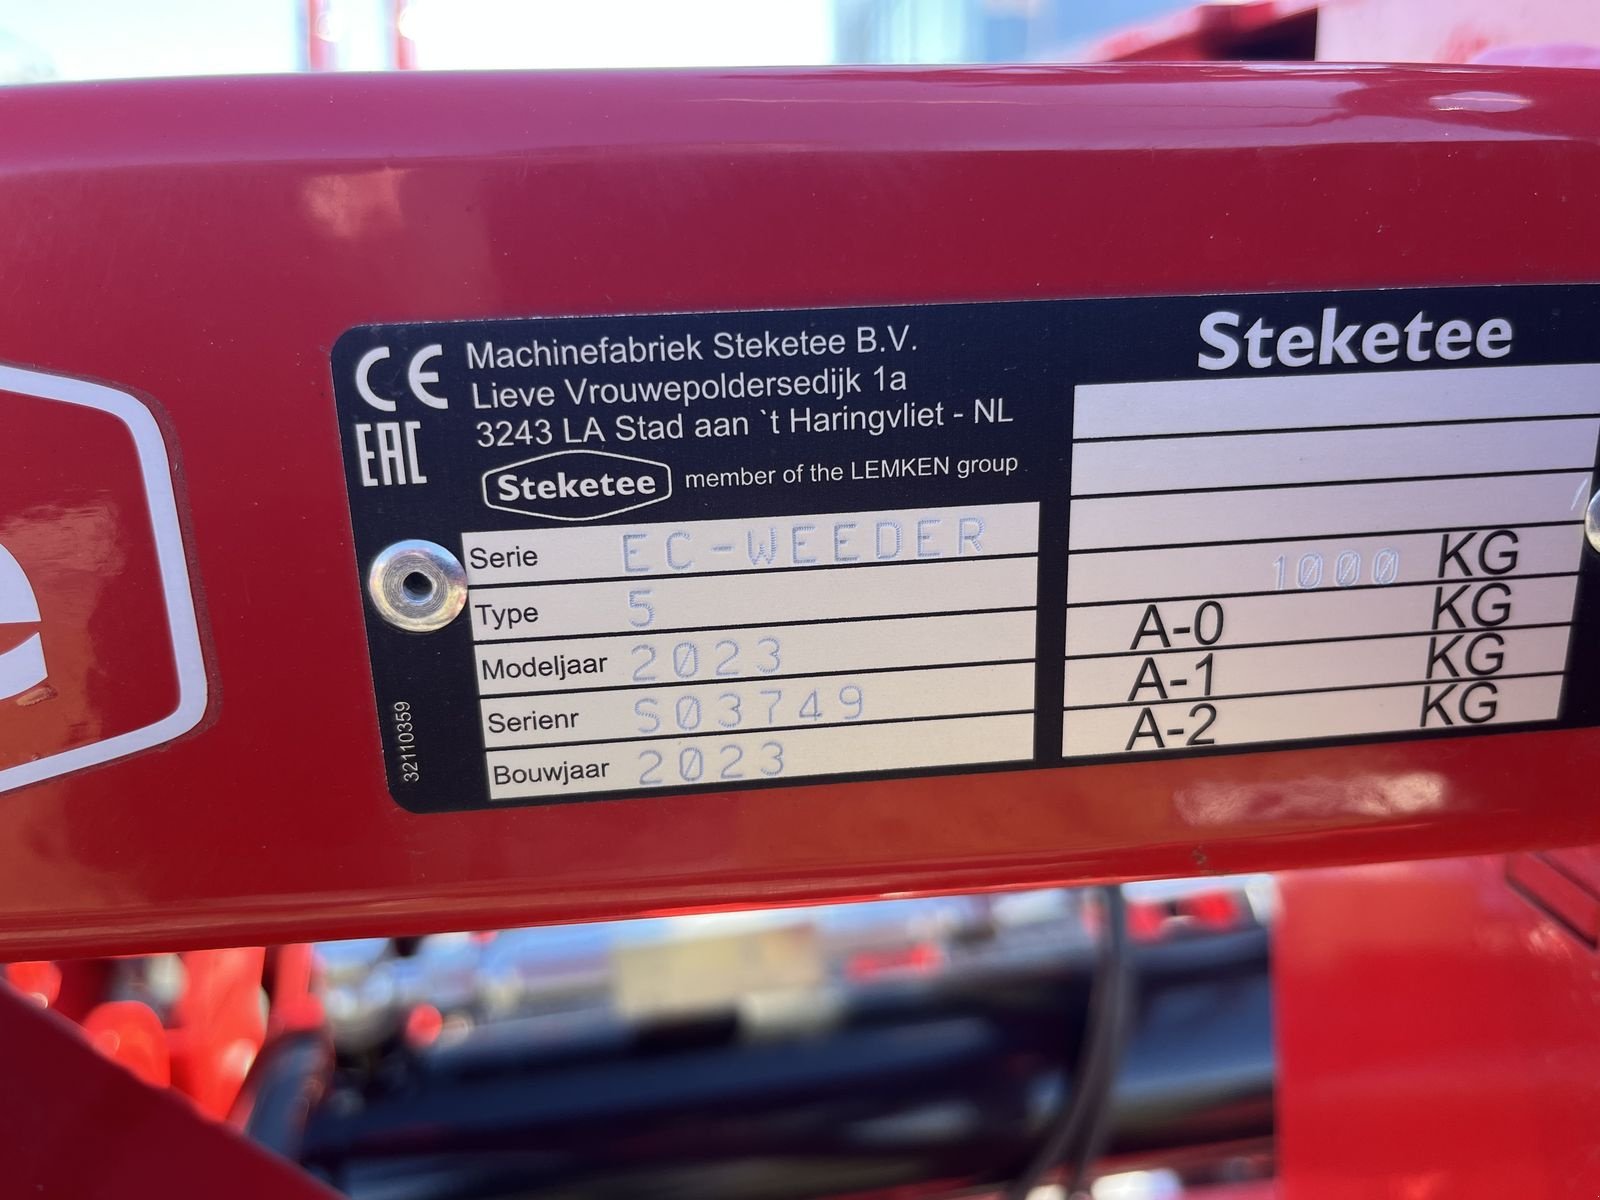 CE Machinefabriek Steketee B.V.
Lieve Vrouwepoldersedijk 1a
EAC 3243 LA Stad aan `t Haringvliet - NL
Steketee member of the LEMKEN group
Serie EC-WEEDER
Type 5
Modeljaar 2023
Serienr S03749
Bouwjaar 2023
32110359
Steketee
1000 KG
A-0 KG
A-1 KG
A-2 KG